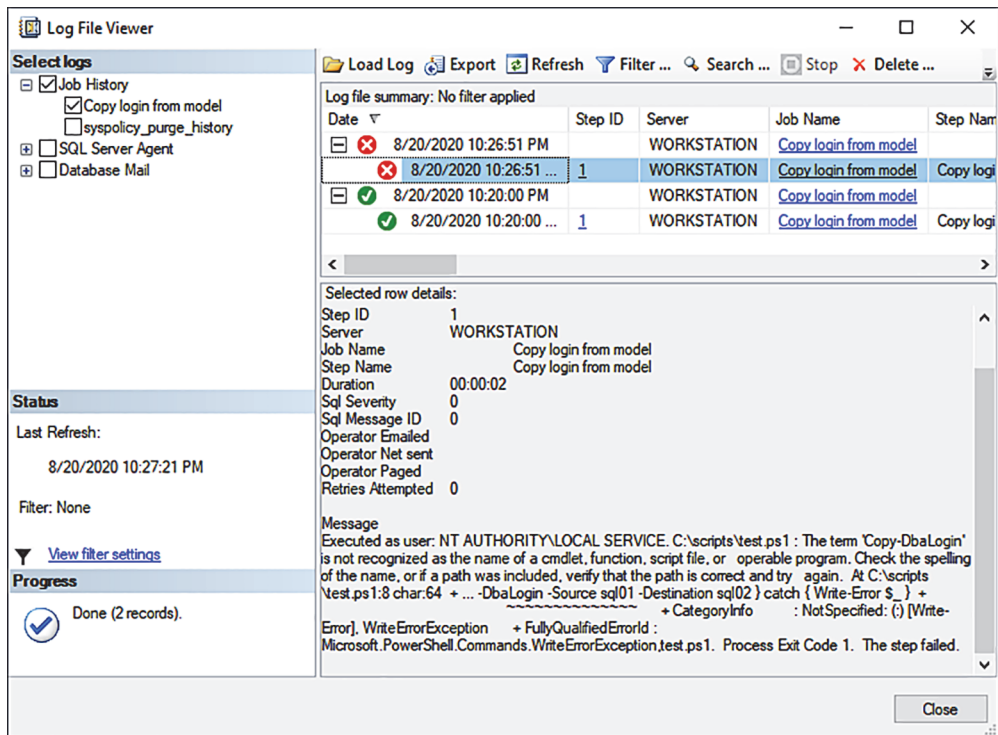 Log File Viewer
Select logs
Job History
Copy login from model
syspolicy_purge_history
SQL Server Agent
Database Mail
Status
Last Refresh:
8/20/2020 10:27:21 PM
Filter: None
View filter settings
Progress
Done (2 records).
Load Log Export Refresh Filter ... Search ... Stop Delete ...
Log file summary: No filter applied
Date Step ID Server Job Name Step Nam
8/20/2020 10:26:51 PM WORKSTATION Copy login from model
8/20/2020 10:26:51 ... 1 WORKSTATION Copy login from model Copy logi
8/20/2020 10:20:00 PM WORKSTATION Copy login from model
8/20/2020 10:20:00 ... 1 WORKSTATION Copy login from model Copy logi
Selected row details:
Step ID 1
Server WORKSTATION
Job Name Copy login from model
Step Name Copy login from model
Duration 00:00:02
Sql Severity 0
Sql Message ID 0
Operator Emailed
Operator Net sent
Operator Paged
Retries Attempted 0
Message
Executed as user: NT AUTHORITY\LOCAL SERVICE. C:\scripts\test.ps1 : The term 'Copy-DbaLogin'
is not recognized as the name of a cmdlet, function, script file, or operable program. Check the spelling
of the name, or if a path was included, verify that the path is correct and try again. At C:\scripts
\test.ps1:8 char:64 + ... -DbaLogin -Source sql01 -Destination sql02 } catch { Write-Error $_ } +
~~~~~~~~~~~~~~~ + CategoryInfo : NotSpecified: (:) [Write-
Error], WriteErrorException + FullyQualifiedErrorId :
Microsoft.PowerShell.Commands.WriteErrorException,test.ps1. Process Exit Code 1. The step failed.
Close